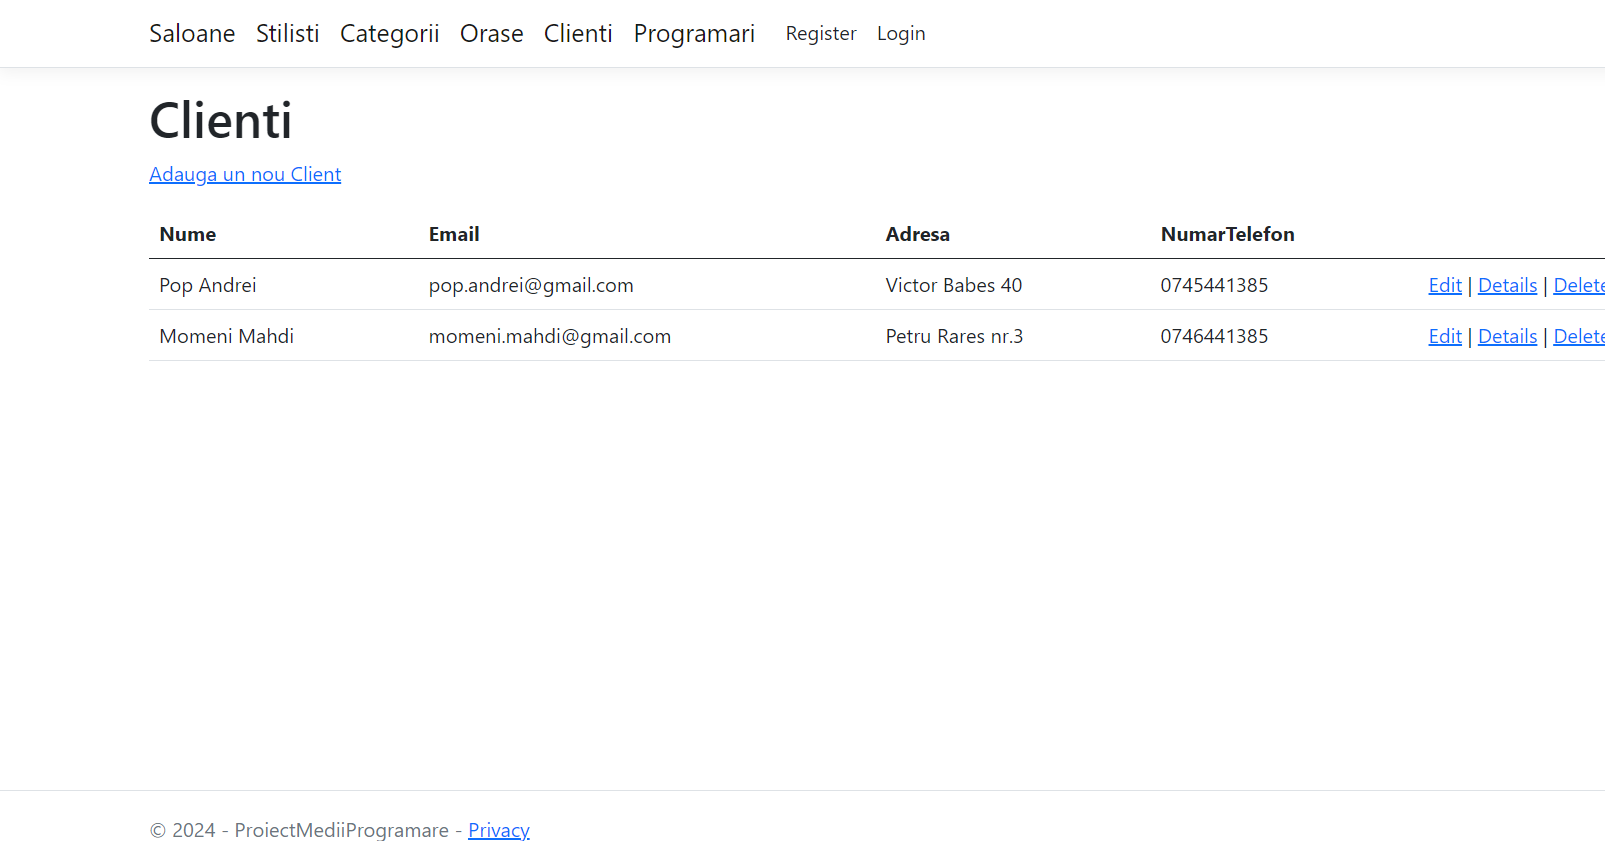 Saloane Stilisti Categorii Orase Clienti Programari Register Login
Clienti
Adauga un nou Client
Nume Email Adresa NumarTelefon
Pop Andrei pop.andrei@gmail.com Victor Babes 40 0745441385 Edit | Details | Delete
Momeni Mahdi momeni.mahdi@gmail.com Petru Rares nr.3 0746441385 Edit | Details | Delete
© 2024 - ProiectMediiProgramare - Privacy